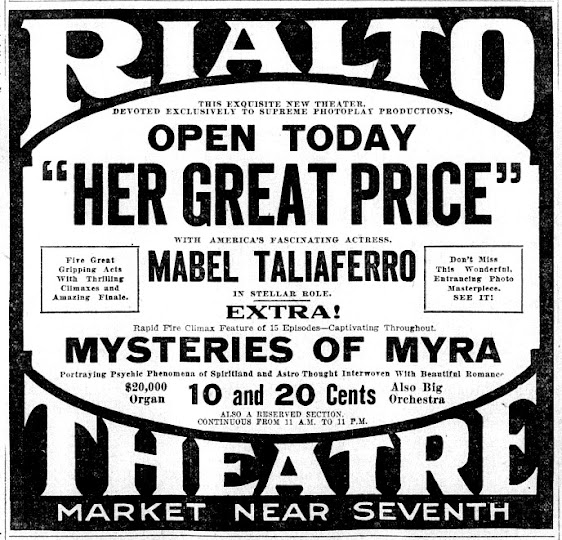 RIALTO
THIS EXQUISITE NEW THEATER,
DEVOTED EXCLUSIVELY TO SUPREME PHOTOPLAY PRODUCTIONS,
OPEN TODAY
"HER GREAT PRICE"
WITH AMERICA'S FASCINATING ACTRESS,
MABEL TALIAFERRO
IN STELLAR ROLE.
Five Great
Gripping Acts
With Thrilling
Climaxes and
Amazing Finale.
Don't Miss
This Wonderful,
Entrancing Photo
Masterpiece.
SEE IT!
EXTRA!
Rapid Fire Climax Feature of 15 Episodes—Captivating Throughout.
MYSTERIES OF MYRA
Portraying Psychic Phenomena of Spiritland and Astro Thought Interwoven With Beautiful Romance
$20,000
Organ
10 and 20 Cents
Also Big
Orchestra
ALSO A RESERVED SECTION.
CONTINUOUS FROM 11 A.M. TO 11 P.M.
THEATRE
MARKET NEAR SEVENTH